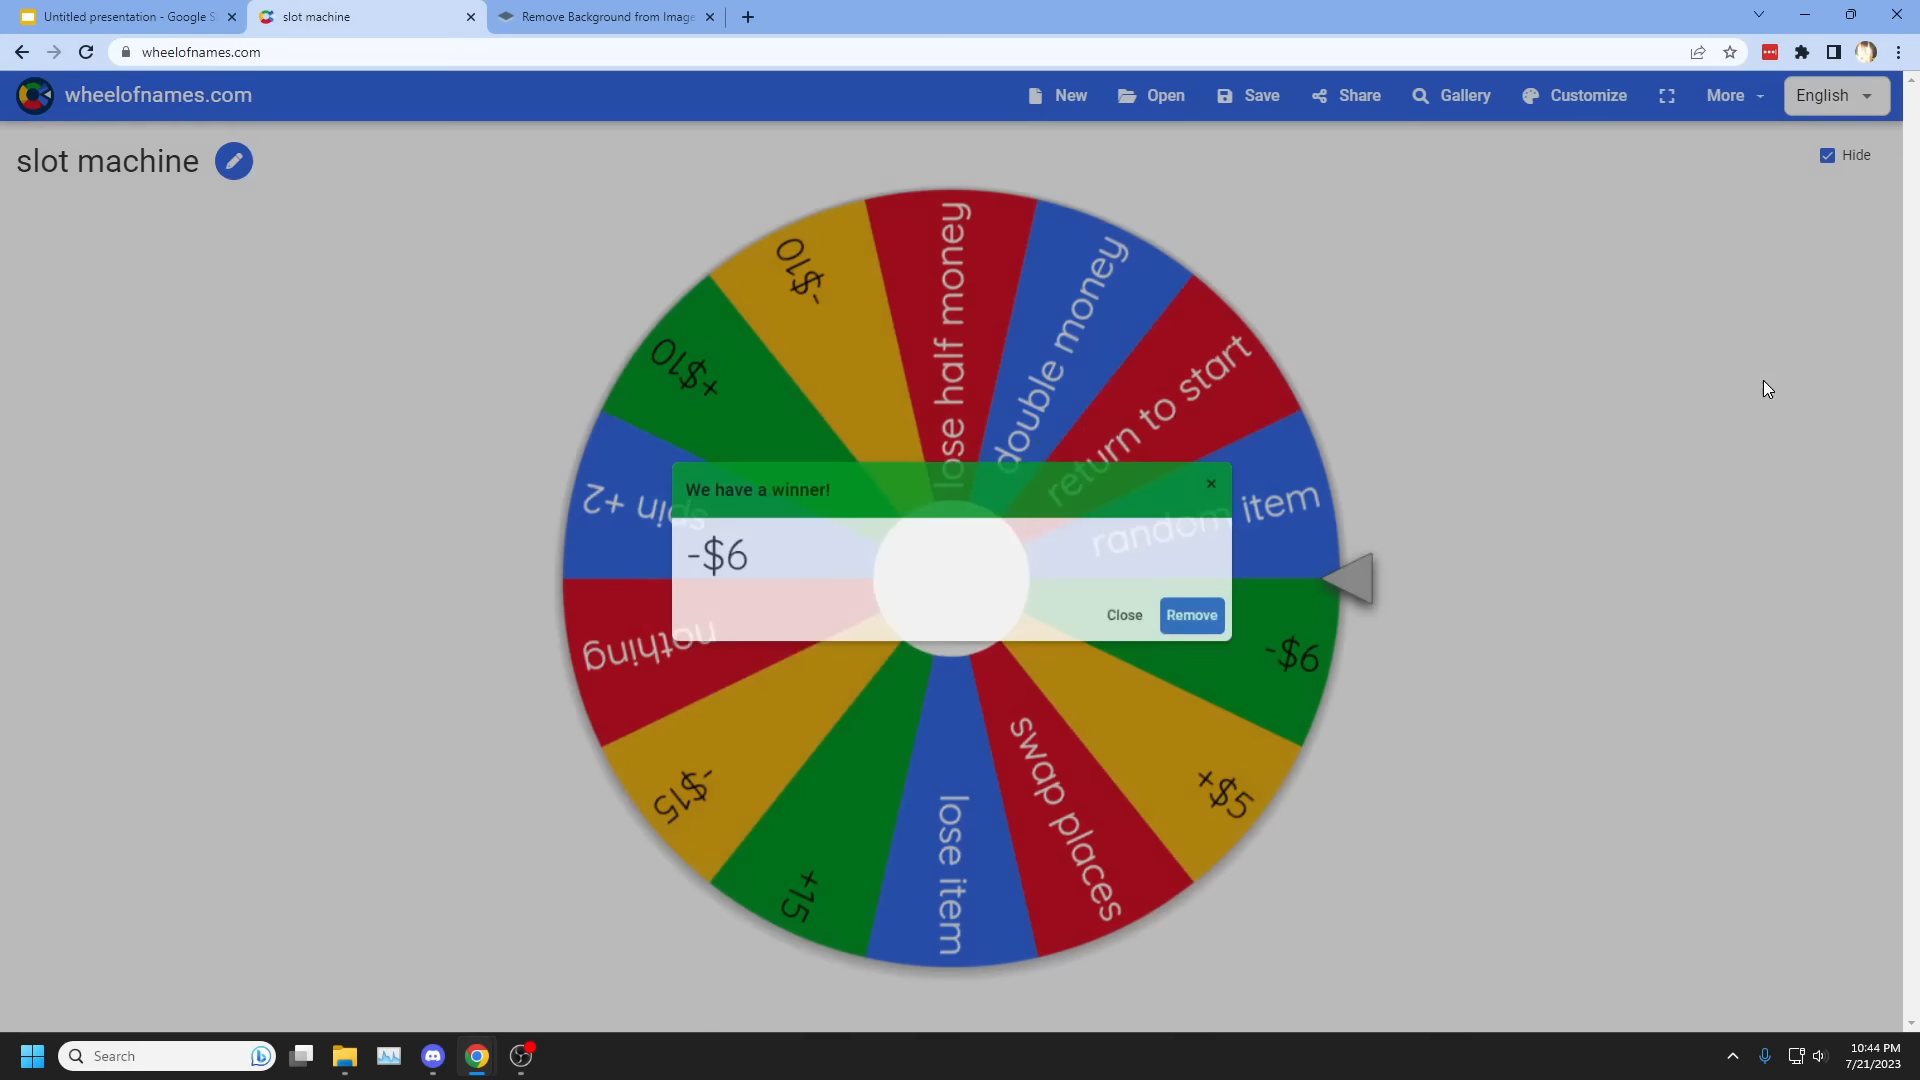 Untitled presentation - Google S
slot machine
Remove Background from Image
wheelofnames.com
wheelofnames.com
New
Open
Save
Share
Gallery
Customize
More
English
slot machine
Hide
lose half money
double money
return to start
random item
-$6
+$5
swap places
lose item
+15
-$15
nothing
spin +2
+$10
-$10
We have a winner!
-$6
Close
Remove
Search
10:44 PM
7/21/2023